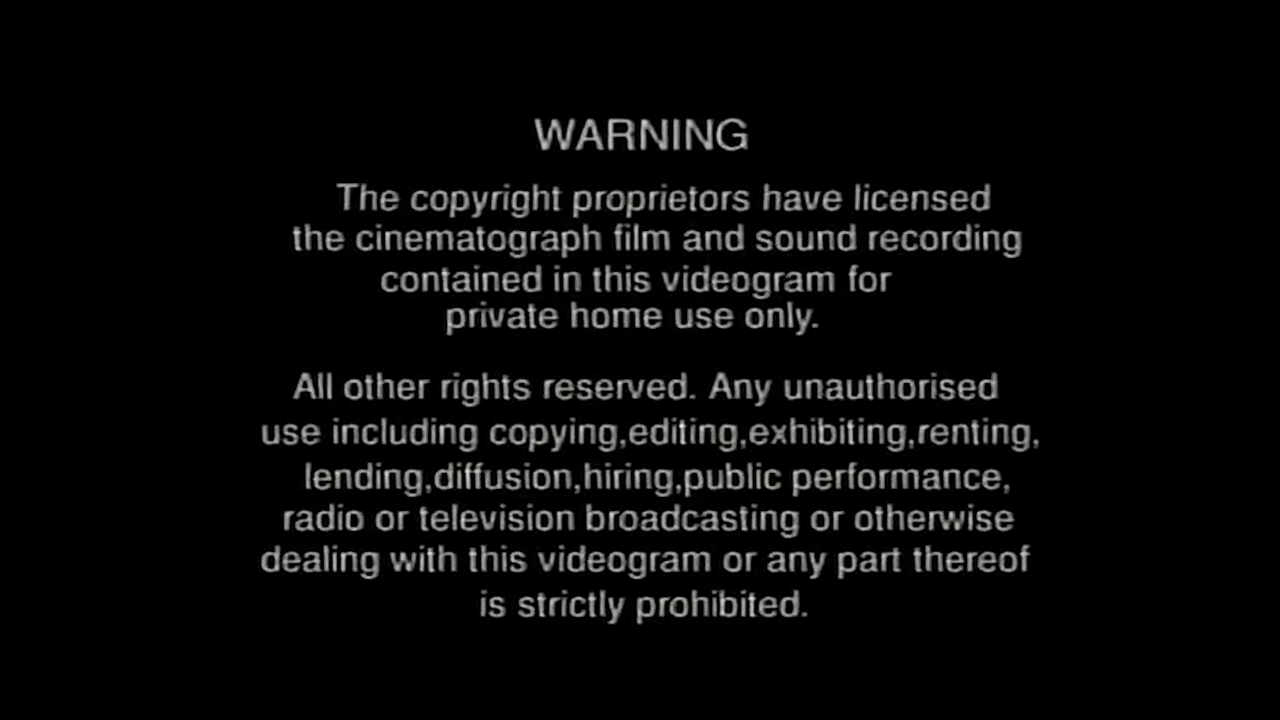 WARNING
The copyright proprietors have licensed
the cinematograph film and sound recording
contained in this videogram for
private home use only.
All other rights reserved. Any unauthorised
use including copying,editing,exhibiting,renting,
lending,diffusion,hiring,public performance,
radio or television broadcasting or otherwise
dealing with this videogram or any part thereof
is strictly prohibited.